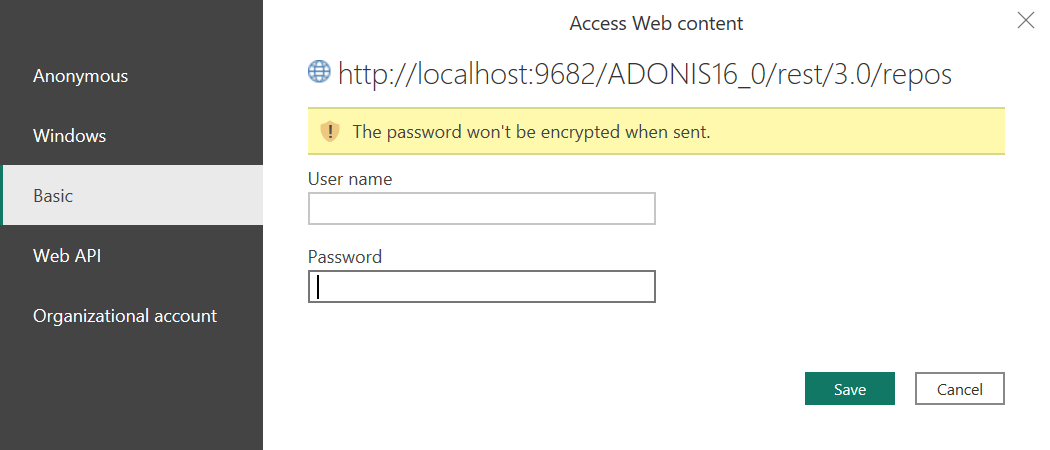 Access Web content
Anonymous
Windows
Basic
Web API
Organizational account
http://localhost:9682/ADONIS16_0/rest/3.0/repos
The password won't be encrypted when sent.
User name
Password
Save
Cancel